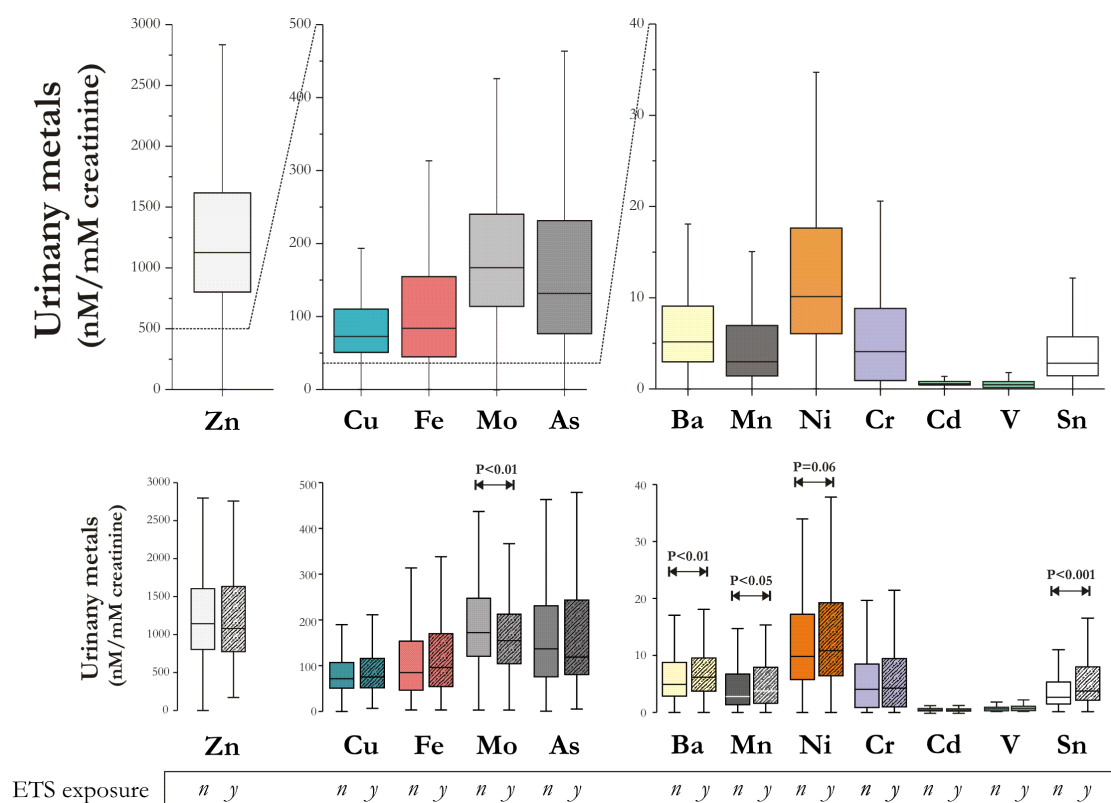 Urinany metals
(nM/mM creatinine)
3000
2500
2000
1500
1000
500
0
Zn
500
400
300
200
100
0
Cu Fe Mo As
40
30
20
10
0
Ba Mn Ni Cr Cd V Sn
Urinany metals
(nM/mM creatinine)
3000
2500
2000
1500
1000
500
0
Zn
500
400
300
200
100
0
P<0.01
Cu Fe Mo As
40
30
20
10
0
P<0.01
P<0.05
P=0.06
P<0.001
Ba Mn Ni Cr Cd V Sn
ETS exposure n y n y n y n y n y n y n y n y n y n y n y n y